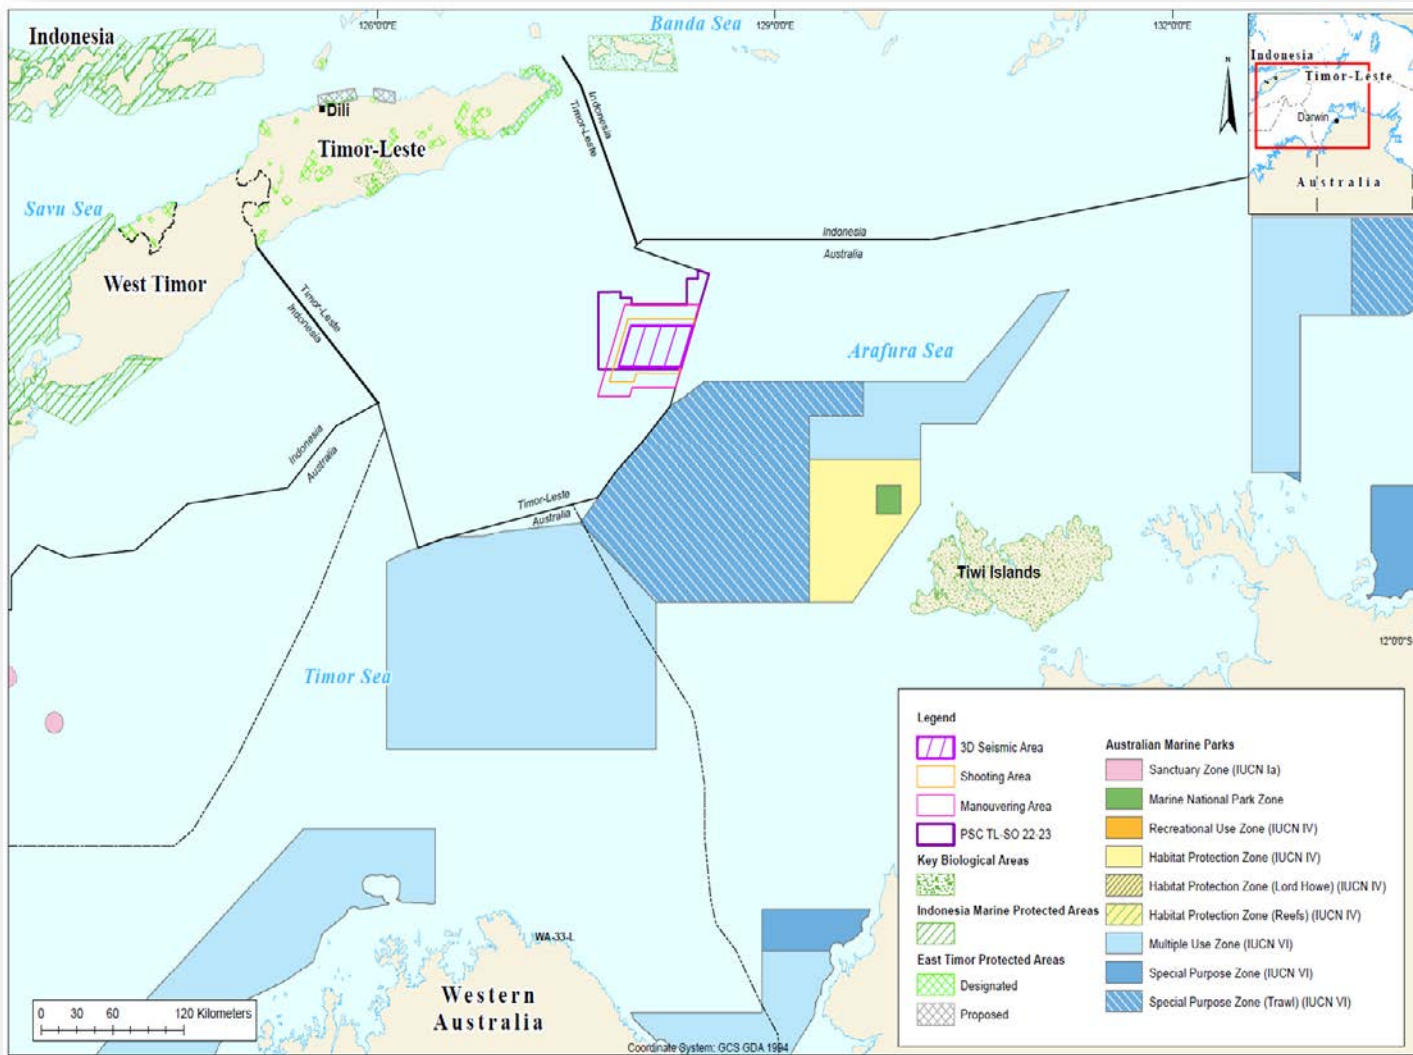 126°0'0"E
129°0'0"E
132°0'0"E
Indonesia
Banda Sea
N
Indonesia
Timor-Leste
Darwin
Australia
Dili
Timor-Leste
Indonesia
Timor-Leste
Savu Sea
West Timor
Timor-Leste
Indonesia
Indonesia
Australia
Arafura Sea
Indonesia
Australia
Timor-Leste
Australia
Tiwi Islands
12°0'0"S
Timor Sea
WA-33-L
Western
Australia
0 30 60 120 Kilometers
Coordinate System: GCS GDA 1994
Legend
3D Seismic Area
Shooting Area
Manouvering Area
PSC TL-SO 22-23
Key Biological Areas
Indonesia Marine Protected Areas
East Timor Protected Areas
Designated
Proposed
Australian Marine Parks
Sanctuary Zone (IUCN Ia)
Marine National Park Zone
Recreational Use Zone (IUCN IV)
Habitat Protection Zone (IUCN IV)
Habitat Protection Zone (Lord Howe) (IUCN IV)
Habitat Protection Zone (Reefs) (IUCN IV)
Multiple Use Zone (IUCN VI)
Special Purpose Zone (IUCN VI)
Special Purpose Zone (Trawl) (IUCN VI)